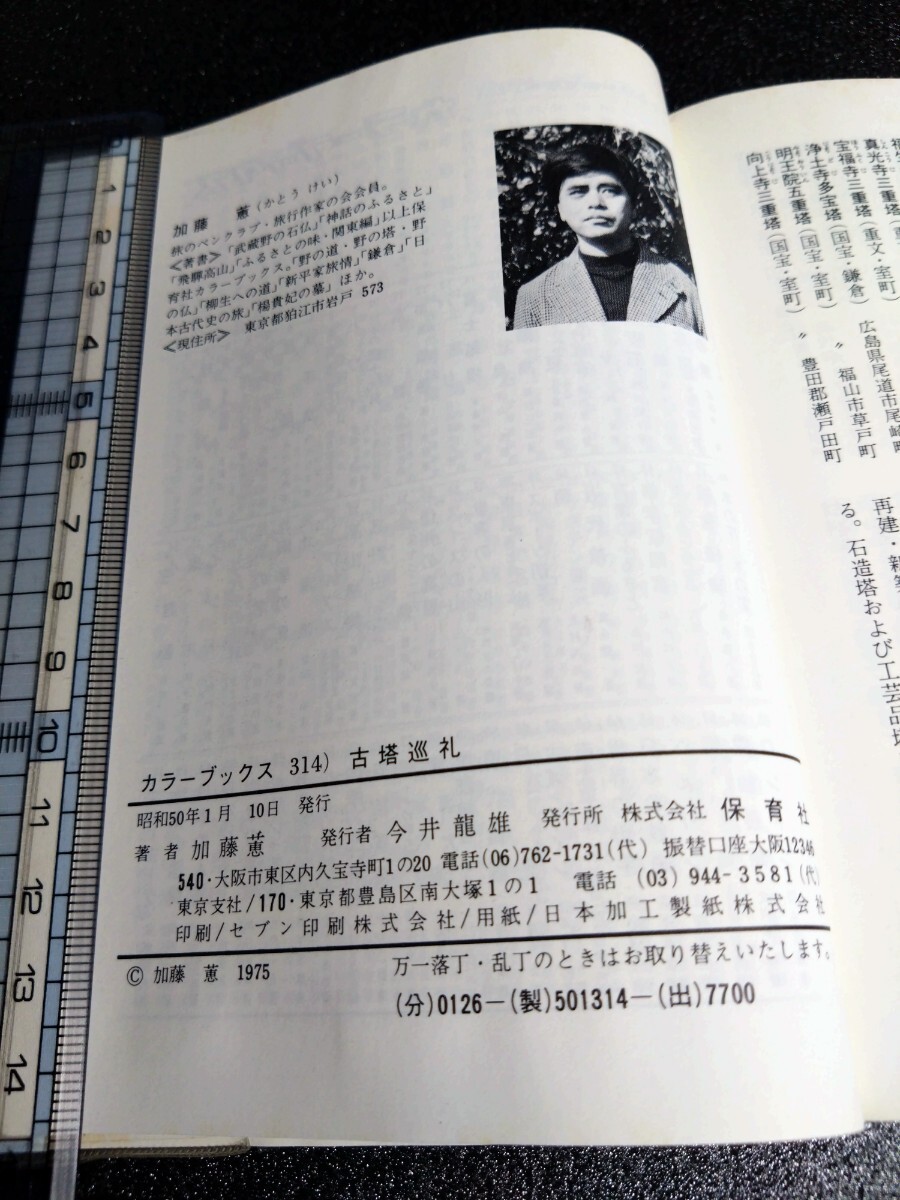 加藤 蕙（かとう けい）
旅のペンクラブ・旅行作家の会会員。
≪著書≫「武蔵野の石仏」「神話のふるさと」
「飛騨高山」「ふるさとの味・関東編」以上保
育社カラーブックス。「野の道・野の塔・野
の仏」「柳生への道」「新平家旅情」「鎌倉」「日
本古代史の旅」「楊貴妃の墓」ほか。
≪現住所≫ 東京都狛江市岩戸 573
カラーブックス 314） 古塔巡礼
昭和50年1月 10日 発行
著者 加藤蕙 発行者 今井龍雄 発行所 株式会社 保育社
540・大阪市東区内久宝寺町1の20 電話(06)762-1731(代) 振替口座大阪12346
東京支社/170・東京都豊島区南大塚1の1 電話 (03) 944-3581(代)
印刷/セブン印刷株式会社/用紙/日本加工製紙株式会社
© 加藤 蕙 1975
万一落丁・乱丁のときはお取り替えいたします。
(分)0126―(製)501314―(出)7700
真光寺三重塔（重文・室町） 広島県尾道市尾崎町
宝福寺三重塔（国宝・鎌倉
浄土寺多宝塔（国宝・室町） 〃 福山市草戸町
明王院五重塔（国宝・室町）
向上寺三重塔（国宝・室町） 〃 豊田郡瀬戸田町
再建・新築
る。石造塔および工芸品塔
1
2
3
4
5
6
7
8
9
10
11
12
13
14